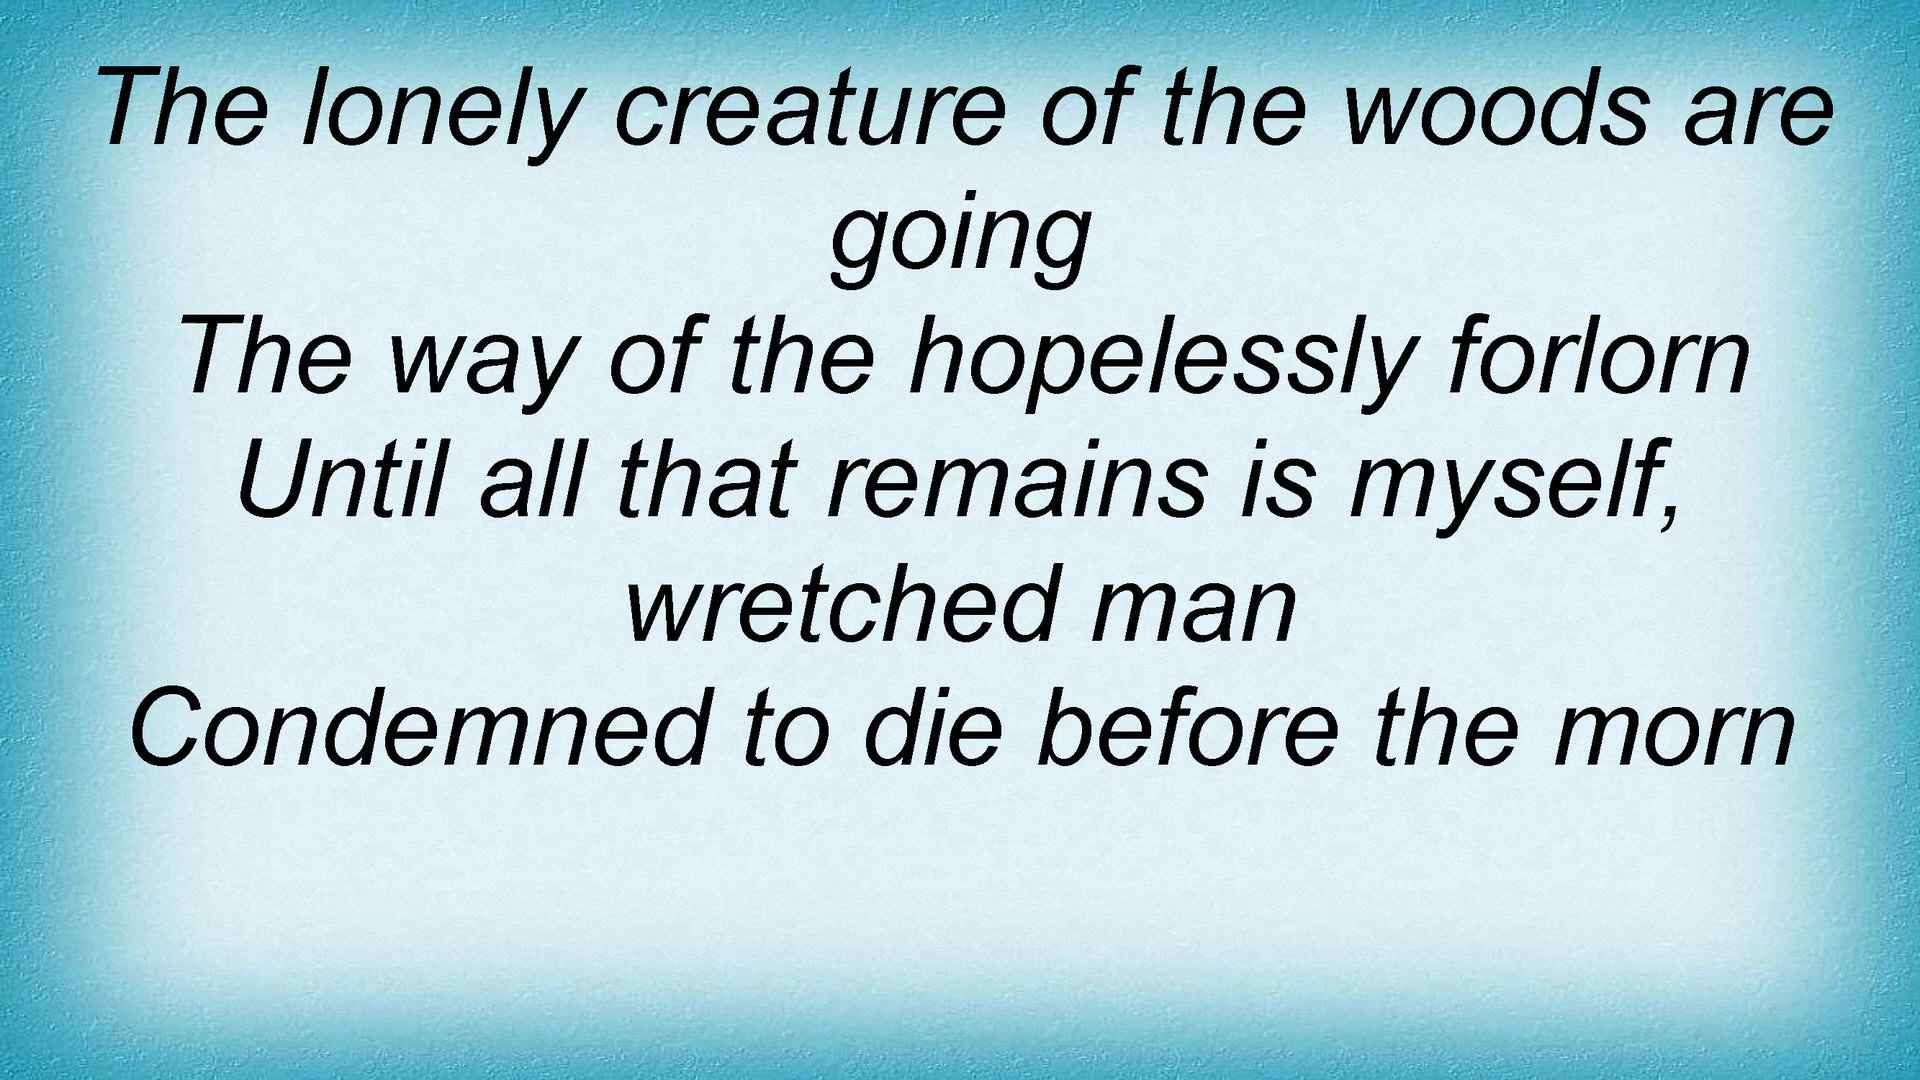 The lonely creature of the woods are
going
The way of the hopelessly forlorn
Until all that remains is myself,
wretched man
Condemned to die before the morn